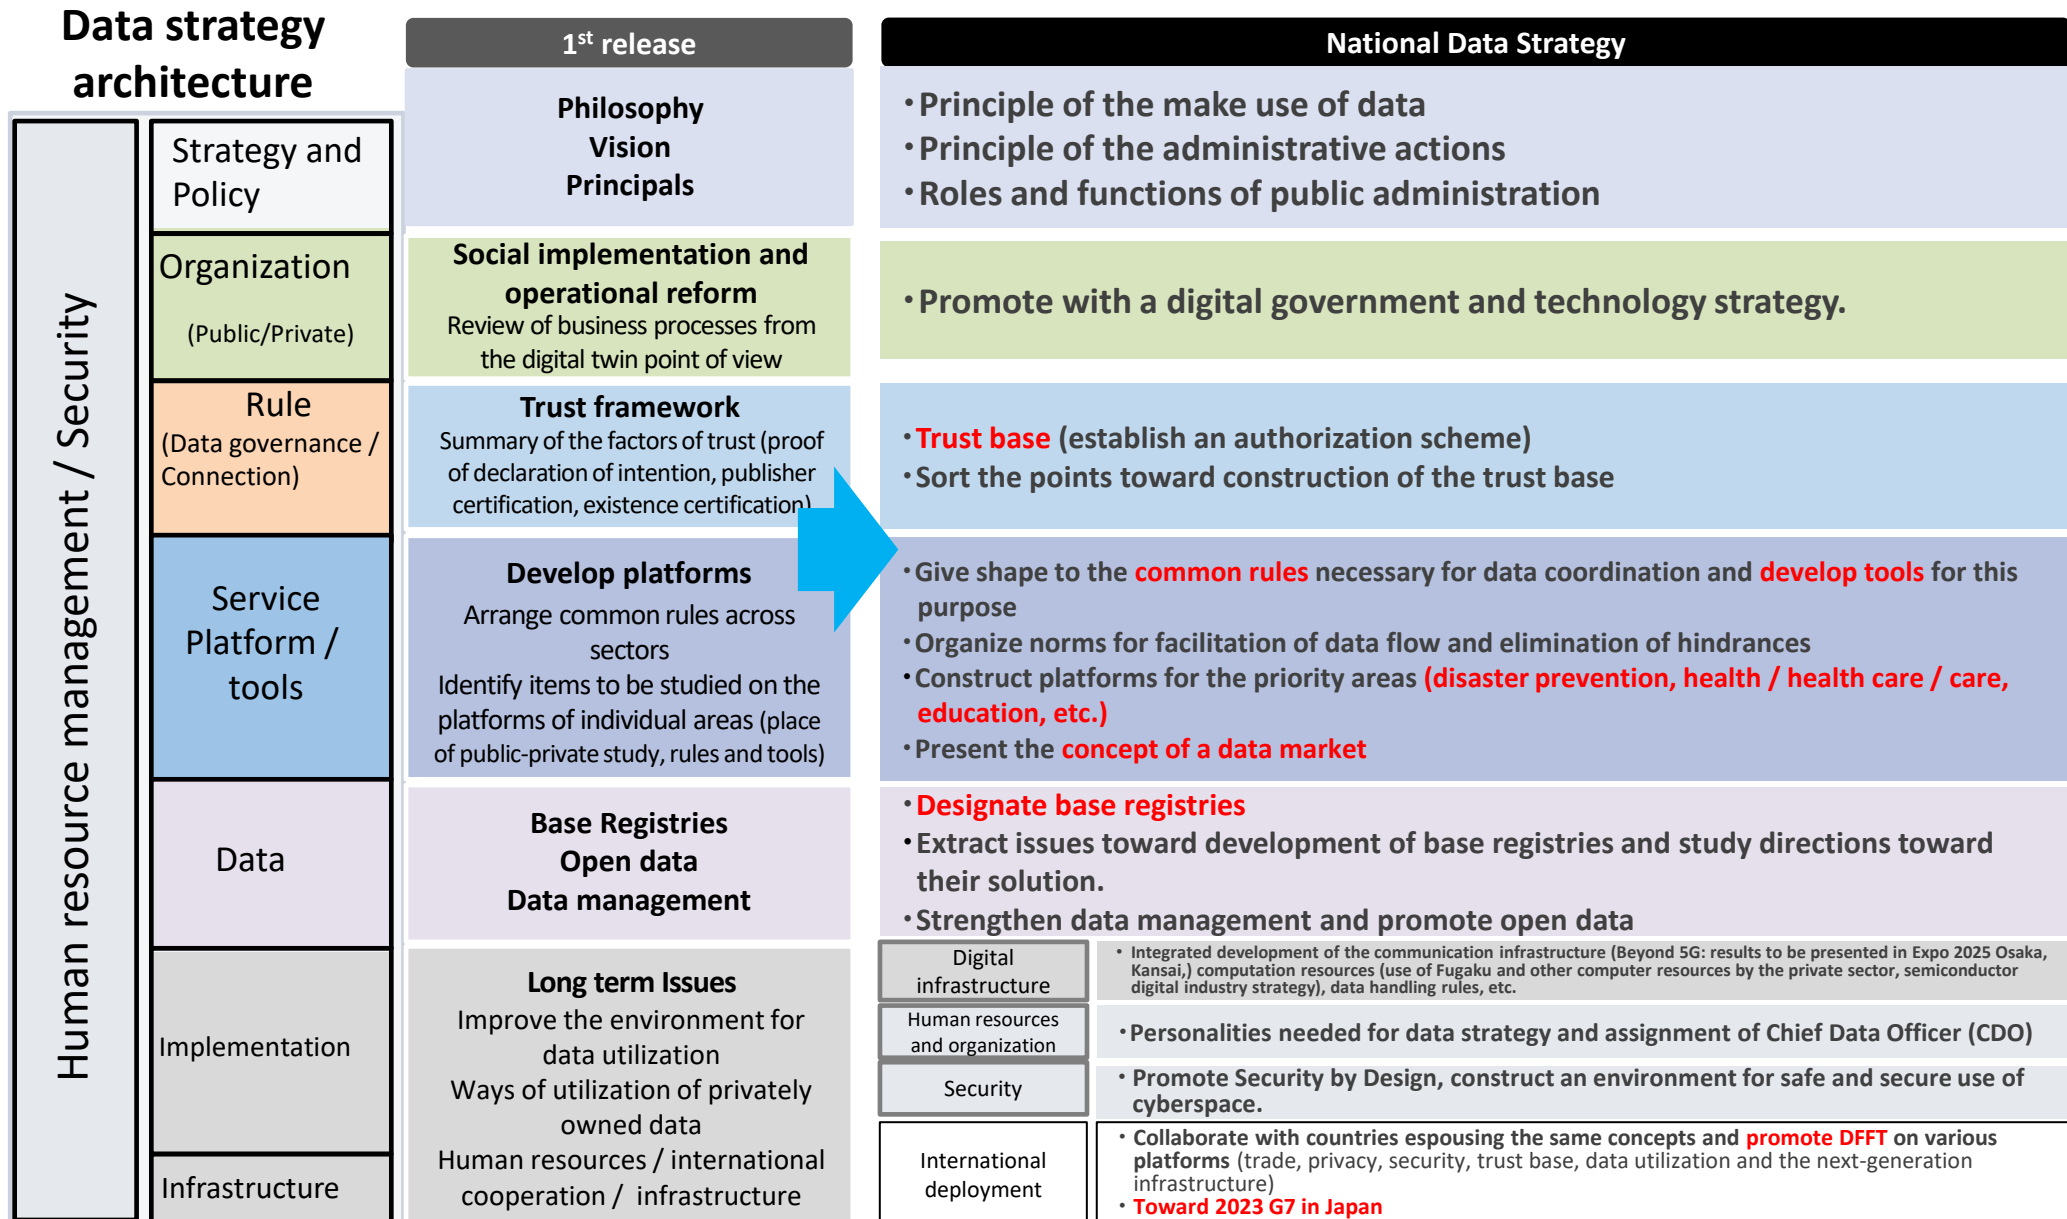 Data strategy
architecture
1st release
National Data Strategy
Human resource management / Security
Strategy and
Policy
Philosophy
Vision
Principals
・Principle of the make use of data
・Principle of the administrative actions
・Roles and functions of public administration
Organization
(Public/Private)
Social implementation and
operational reform
Review of business processes from
the digital twin point of view
・Promote with a digital government and technology strategy.
Rule
(Data governance /
Connection)
Trust framework
Summary of the factors of trust (proof
of declaration of intention, publisher
certification, existence certification)
・Trust base (establish an authorization scheme)
・Sort the points toward construction of the trust base
Service
Platform /
tools
Develop platforms
Arrange common rules across
sectors
Identify items to be studied on the
platforms of individual areas (place
of public-private study, rules and tools)
・Give shape to the common rules necessary for data coordination and develop tools for this
purpose
・Organize norms for facilitation of data flow and elimination of hindrances
・Construct platforms for the priority areas (disaster prevention, health / health care / care,
education, etc.)
・Present the concept of a data market
Data
Base Registries
Open data
Data management
・Designate base registries
・Extract issues toward development of base registries and study directions toward
their solution.
・Strengthen data management and promote open data
Implementation
Infrastructure
Long term Issues
Improve the environment for
data utilization
Ways of utilization of privately
owned data
Human resources / international
cooperation / infrastructure
Digital
infrastructure
・Integrated development of the communication infrastructure (Beyond 5G: results to be presented in Expo 2025 Osaka,
Kansai,) computation resources (use of Fugaku and other computer resources by the private sector, semiconductor
digital industry strategy), data handling rules, etc.
Human resources
and organization
・Personalities needed for data strategy and assignment of Chief Data Officer (CDO)
Security
・Promote Security by Design, construct an environment for safe and secure use of
cyberspace.
International
deployment
・Collaborate with countries espousing the same concepts and promote DFFT on various
platforms (trade, privacy, security, trust base, data utilization and the next-generation
infrastructure)
・Toward 2023 G7 in Japan